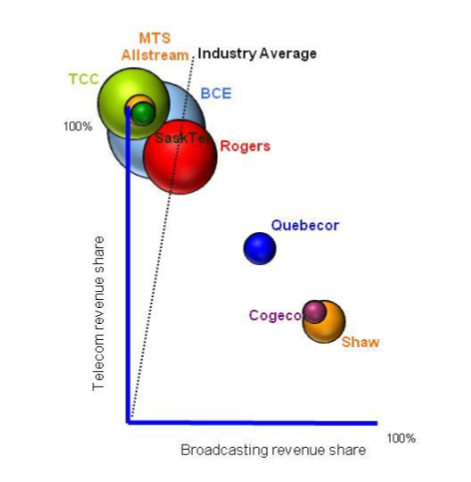 MTS
Allstream
Industry Average
TCC
BCE
100%
SaskTel
Rogers
Quebecor
Cogeco
Shaw
Telecom revenue share
100%
Broadcasting revenue share